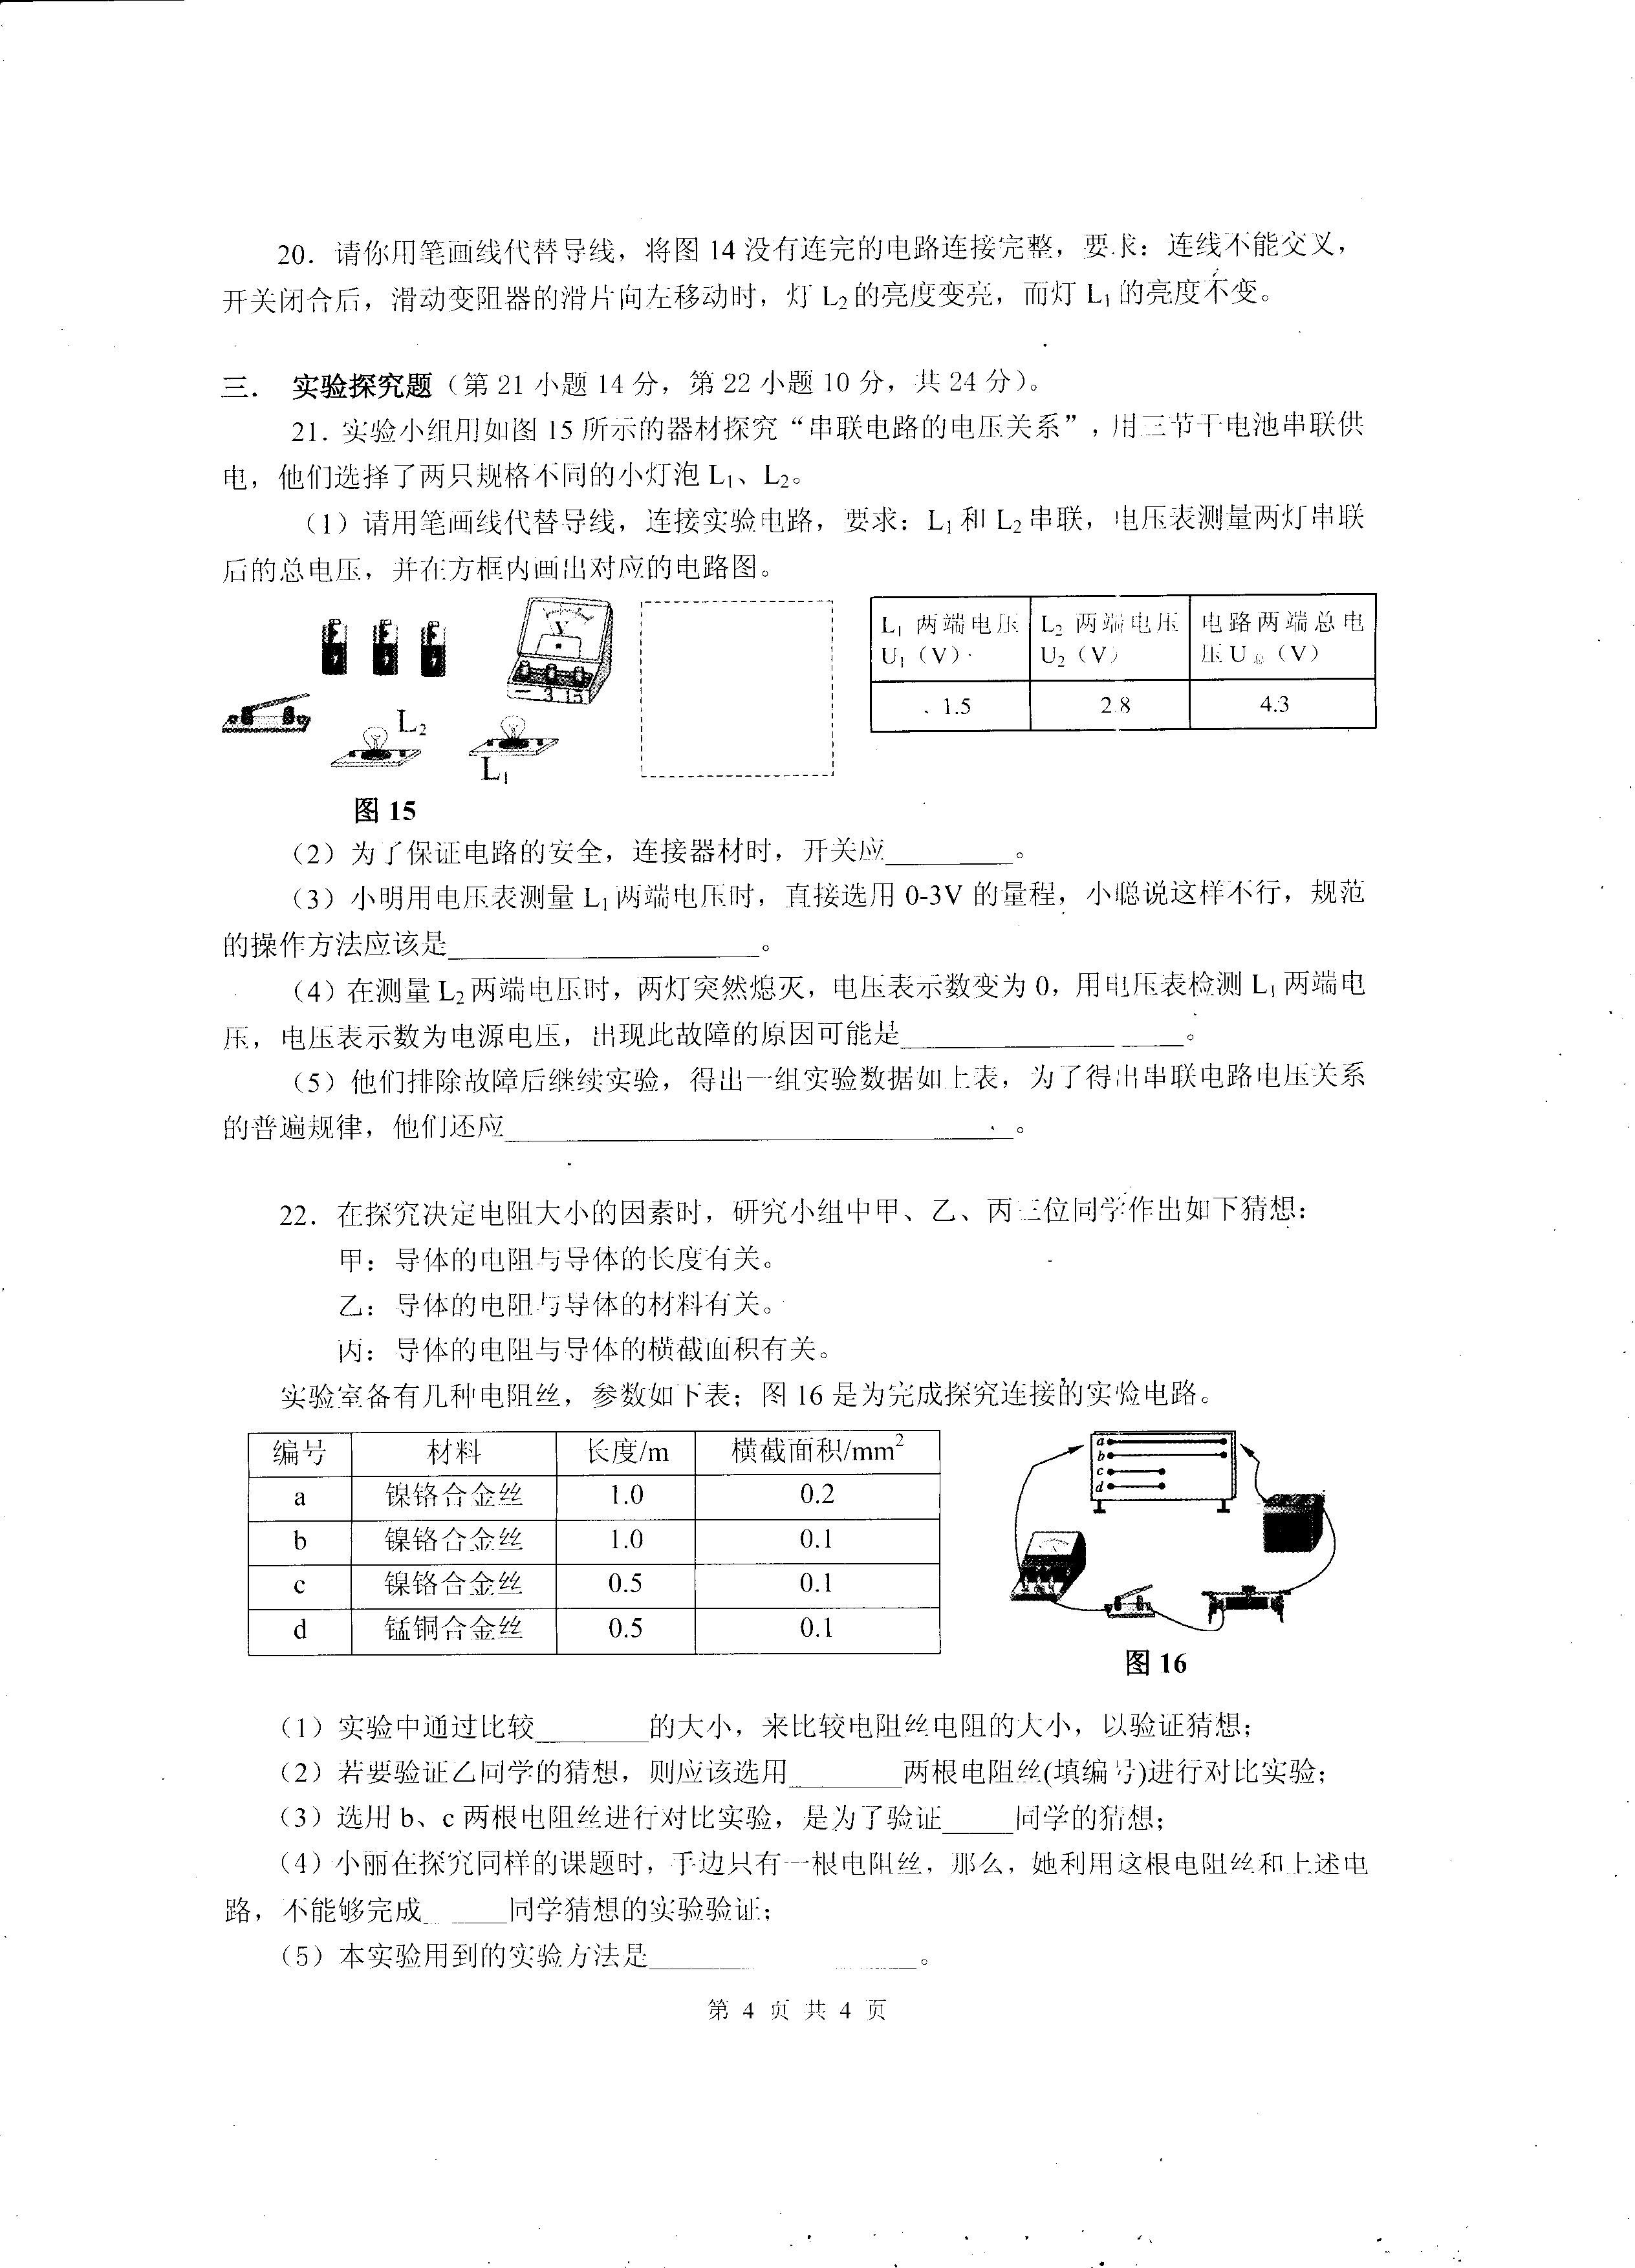 20．请你用笔画线代替导线，将图 14 没有连完的电路连接完整，要求：连线不能交叉，
开关闭合后，滑动变阻器的滑片向左移动时，灯 L₂的亮度变亮，而灯 L₁ 的亮度不变。
三． 实验探究题（第 21 小题 14 分，第 22 小题 10 分，共 24 分）。
21. 实验小组用如图 15 所示的器材探究“串联电路的电压关系”，用三节干电池串联供
电，他们选择了两只规格不同的小灯泡 L₁、L₂。
（1）请用笔画线代替导线，连接实验电路，要求：L₁ 和 L₂ 串联，电压表测量两灯串联
后的总电压，并在方框内画出对应的电路图。
V
－ 3 15
L₂
L₁
图 15
L₁ 两端电压 U₁（V） L₂ 两端电压 U₂（V） 电路两端总电压 U总（V）
1.5 2.8 4.3
（2）为了保证电路的安全，连接器材时，开关应________。
（3）小明用电压表测量 L₁两端电压时，直接选用 0-3V 的量程，小聪说这样不行，规范
的操作方法应该是____________________。
（4）在测量 L₂两端电压时，两灯突然熄灭，电压表示数变为 0，用电压表检测 L₁ 两端电
压，电压表示数为电源电压，出现此故障的原因可能是__________________。
（5）他们排除故障后继续实验，得出一组实验数据如上表，为了得出串联电路电压关系
的普遍规律，他们还应________________________________。
22．在探究决定电阻大小的因素时，研究小组中甲、乙、丙三位同学作出如下猜想：
甲：导体的电阻与导体的长度有关。
乙：导体的电阻与导体的材料有关。
丙：导体的电阻与导体的横截面积有关。
实验室备有几种电阻丝，参数如下表；图 16 是为完成探究连接的实验电路。
编号 材料 长度/m 横截面积/mm²
a 镍铬合金丝 1.0 0.2
b 镍铬合金丝 1.0 0.1
c 镍铬合金丝 0.5 0.1
d 锰铜合金丝 0.5 0.1
a
b
c
d
图 16
（1）实验中通过比较________的大小，来比较电阻丝电阻的大小，以验证猜想；
（2）若要验证乙同学的猜想，则应该选用________两根电阻丝(填编号)进行对比实验；
（3）选用 b、c 两根电阻丝进行对比实验，是为了验证_____同学的猜想；
（4）小丽在探究同样的课题时，手边只有一根电阻丝，那么，她利用这根电阻丝和上述电
路，不能够完成______同学猜想的实验验证；
（5）本实验用到的实验方法是__________________。
第 4 页 共 4 页